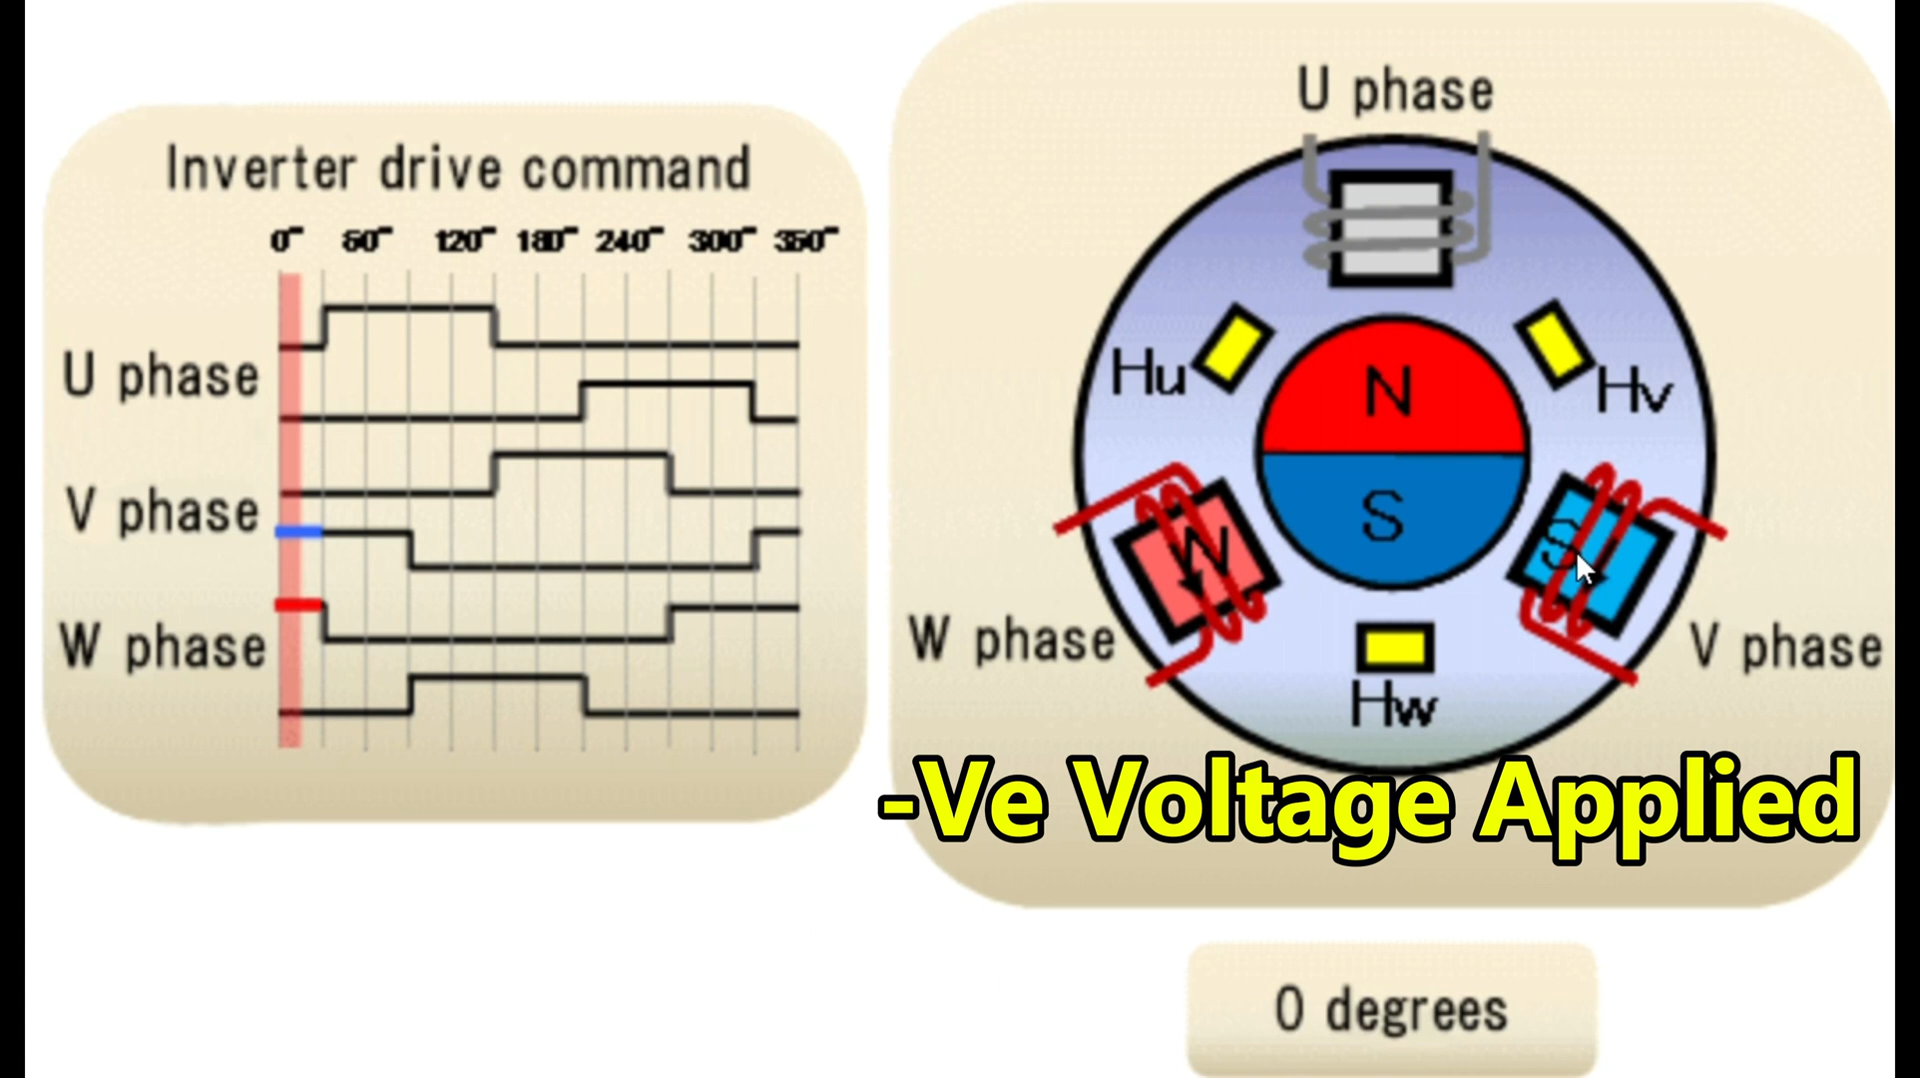 Inverter drive command
0° 60° 120° 180° 240° 300° 360°
U phase
V phase
W phase
U phase
Hu
Hv
N
S
N
S
W phase
V phase
Hw
-Ve Voltage Applied
0 degrees